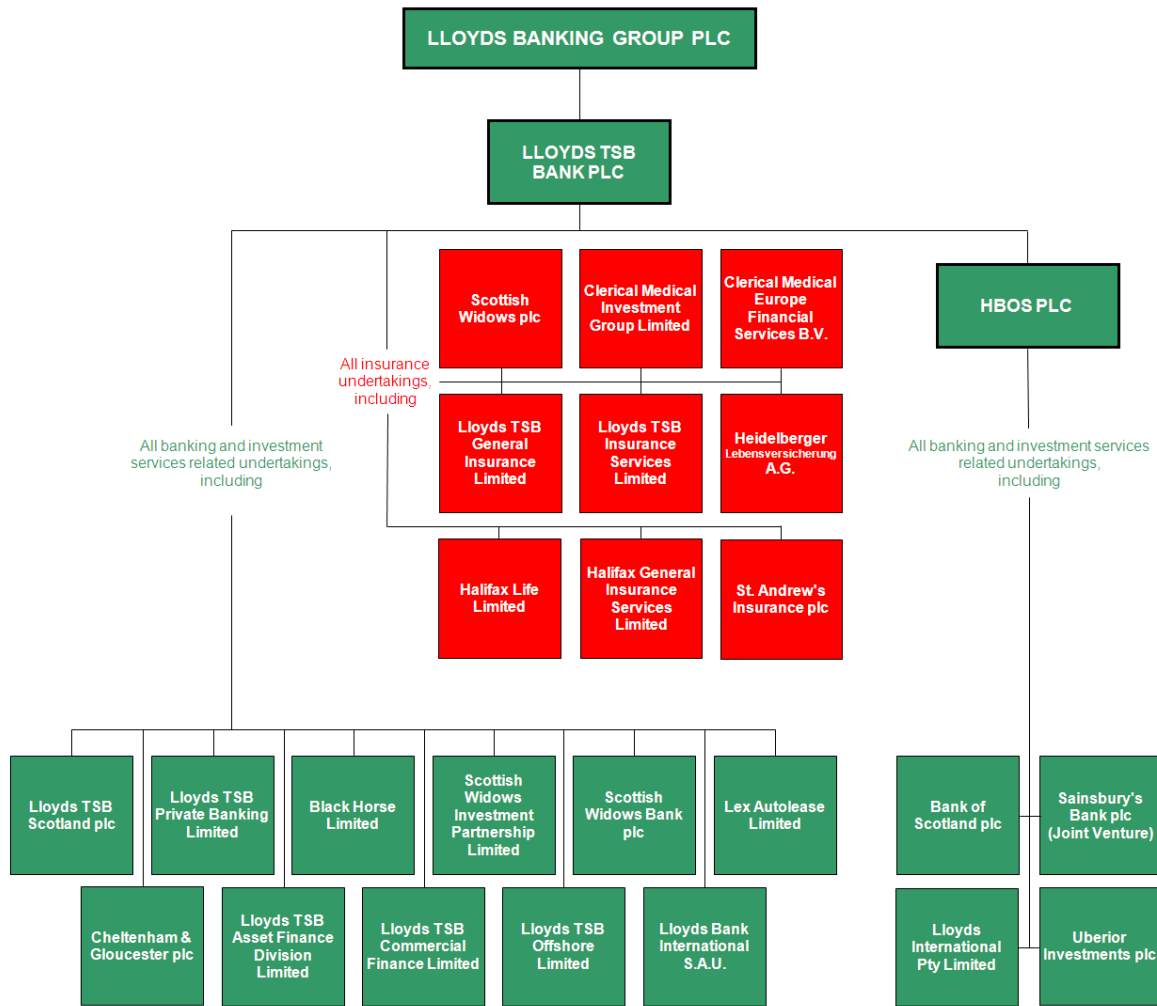 LLOYDS BANKING GROUP PLC
LLOYDS TSB
BANK PLC
Scottish
Widows plc
Clerical Medical
Investment
Group Limited
Clerical Medical
Europe
Financial
Services B.V.
HBOS PLC
All insurance
undertakings,
including
Lloyds TSB
General
Insurance
Limited
Lloyds TSB
Insurance
Services
Limited
Heidelberger
Lebensversicherung
A.G.
All banking and investment
services related undertakings,
including
All banking and investment services
related undertakings,
including
Halifax Life
Limited
Halifax General
Insurance
Services
Limited
St. Andrew's
Insurance plc
Lloyds TSB
Scotland plc
Lloyds TSB
Private Banking
Limited
Black Horse
Limited
Scottish
Widows
Investment
Partnership
Limited
Scottish
Widows Bank
plc
Lex Autolease
Limited
Bank of
Scotland plc
Sainsbury's
Bank plc
(Joint Venture)
Cheltenham &
Gloucester plc
Lloyds TSB
Asset Finance
Division
Limited
Lloyds TSB
Commercial
Finance Limited
Lloyds TSB
Offshore
Limited
Lloyds Bank
International
S.A.U.
Lloyds
International
Pty Limited
Uberior
Investments plc